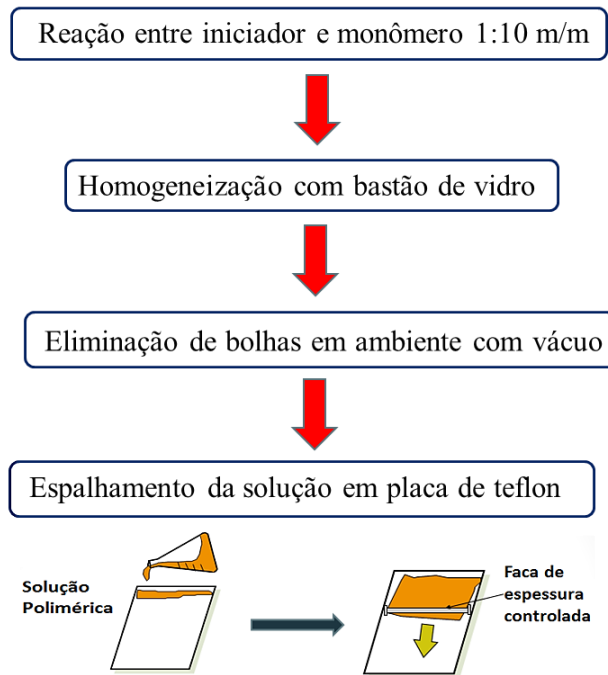 Reação entre iniciador e monômero 1:10 m/m
Homogeneização com bastão de vidro
Eliminação de bolhas em ambiente com vácuo
Espalhamento da solução em placa de teflon
Solução
Polimérica
Faca de
espessura
controlada